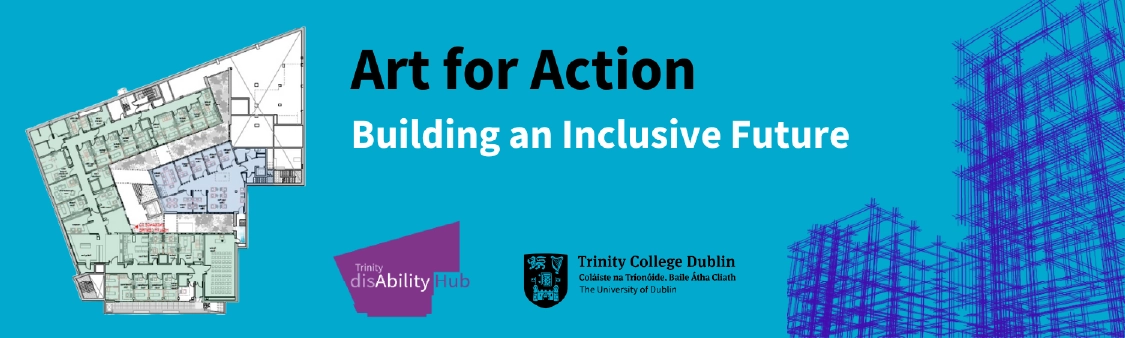 Art for Action
Building an Inclusive Future
Trinity
disAbility Hub
Trinity College Dublin
Coláiste na Tríonóide, Baile Átha Cliath
The University of Dublin